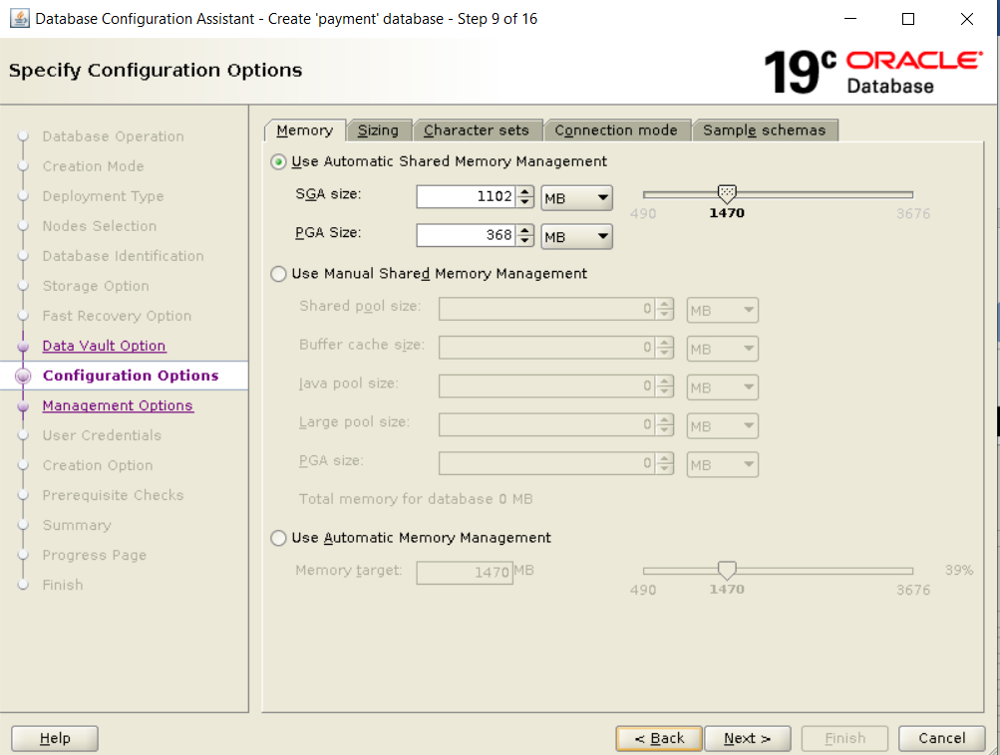 Database Configuration Assistant - Create 'payment' database - Step 9 of 16
Specify Configuration Options
19c ORACLE
Database
Database Operation
Creation Mode
Deployment Type
Nodes Selection
Database Identification
Storage Option
Fast Recovery Option
Data Vault Option
Configuration Options
Management Options
User Credentials
Creation Option
Prerequisite Checks
Summary
Progress Page
Finish
Memory Sizing Character sets Connection mode Sample schemas
Use Automatic Shared Memory Management
SGA size: 1102 MB
490 1470 3676
PGA Size: 368 MB
Use Manual Shared Memory Management
Shared pool size: 0 MB
Buffer cache size: 0 MB
Java pool size: 0 MB
Large pool size: 0 MB
PGA size: 0 MB
Total memory for database 0 MB
Use Automatic Memory Management
Memory target: 1470 MB 39%
490 1470 3676
Help < Back Next > Finish Cancel